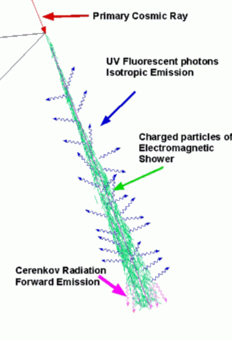 Primary Cosmic Ray
UV Fluorescent photons
Isotropic Emission
Charged particles of
Electromagnetic
Shower
Cerenkov Radiation
Forward Emission